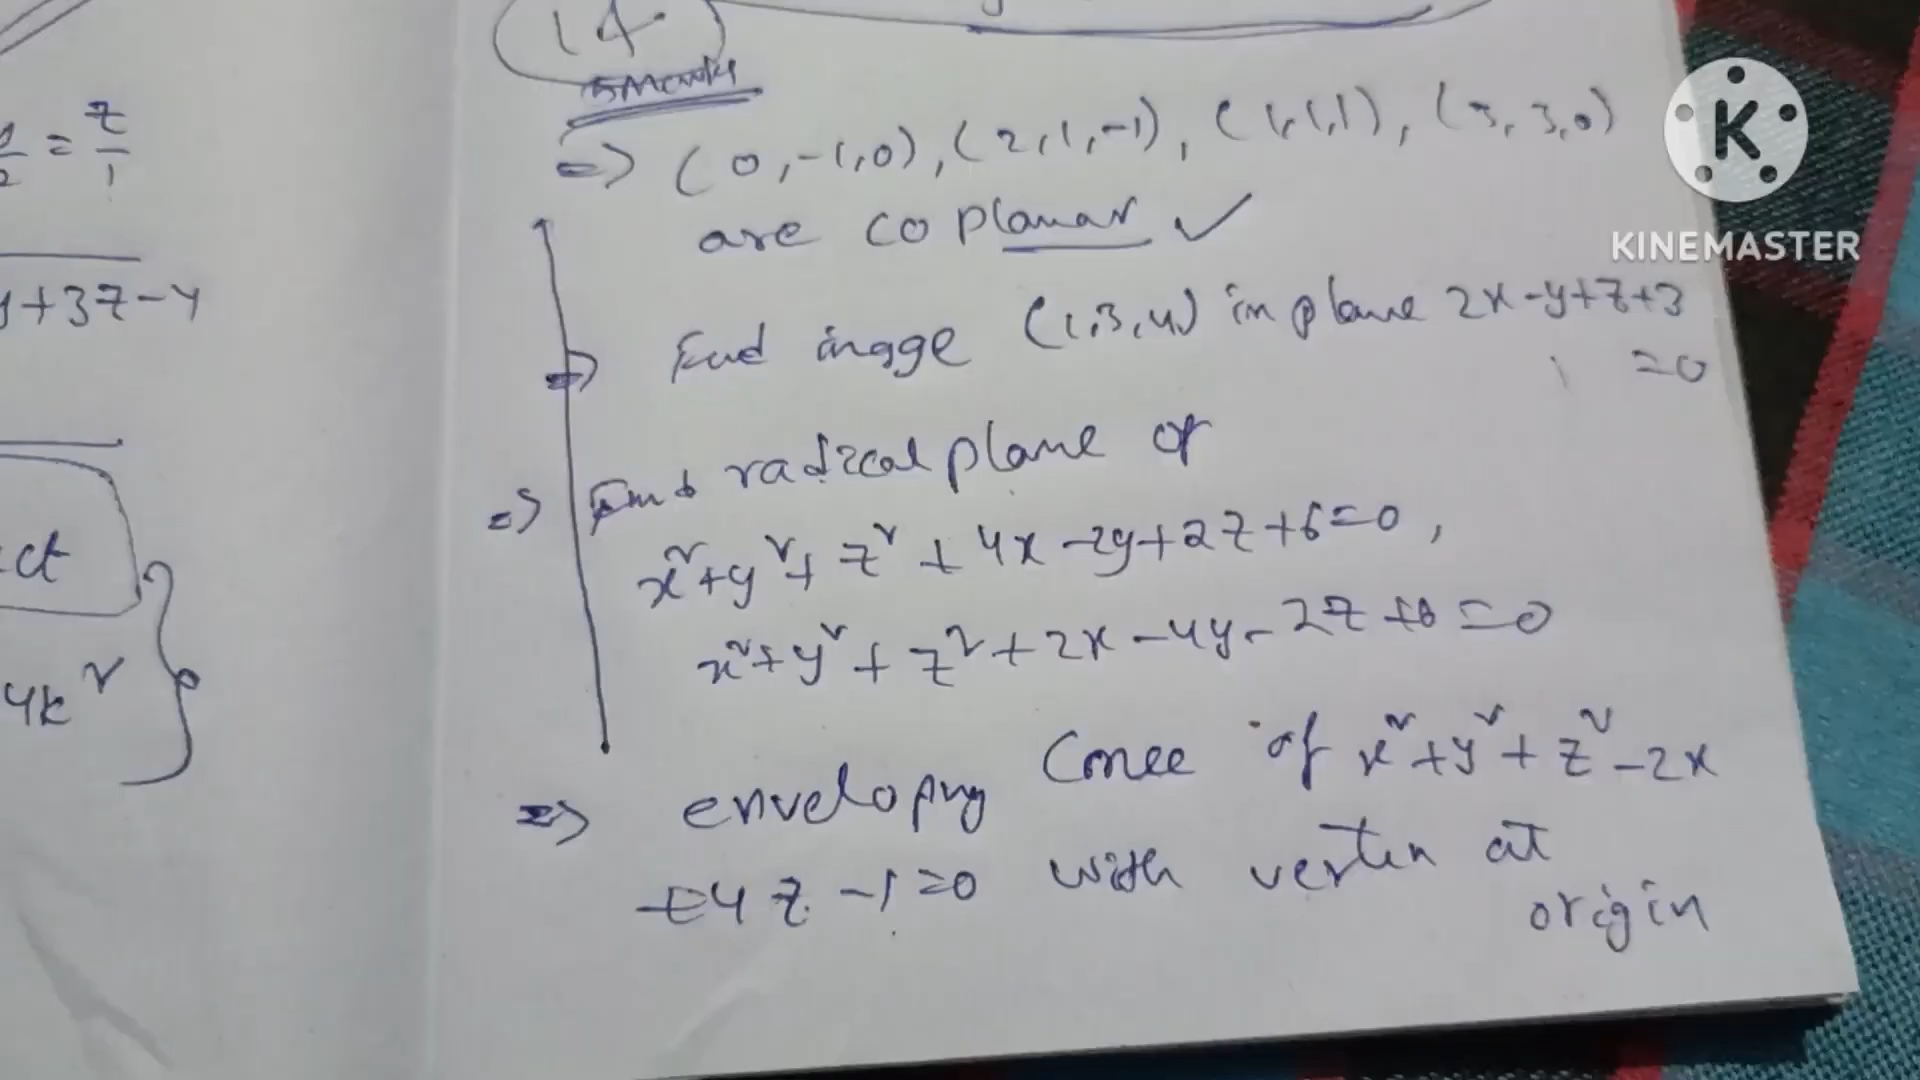 14
5 Marks
=> (0,-1,0), (2,1,-1), (1,1,1), (3,3,0)
are coplanar ✓
=> Find image (1,3,4) in plane 2x-y+z+3
=0
=> Find radical plane of
x²+y²+z²+4x-2y+2z+6=0,
x²+y²+z²+2x-4y-2z+6=0
=> enveloping Conee of x²+y²+z²-2x
+4z-1=0 with vertex at
origin
= z/1
y+3z-4
ct
4k²
K
KINEMASTER